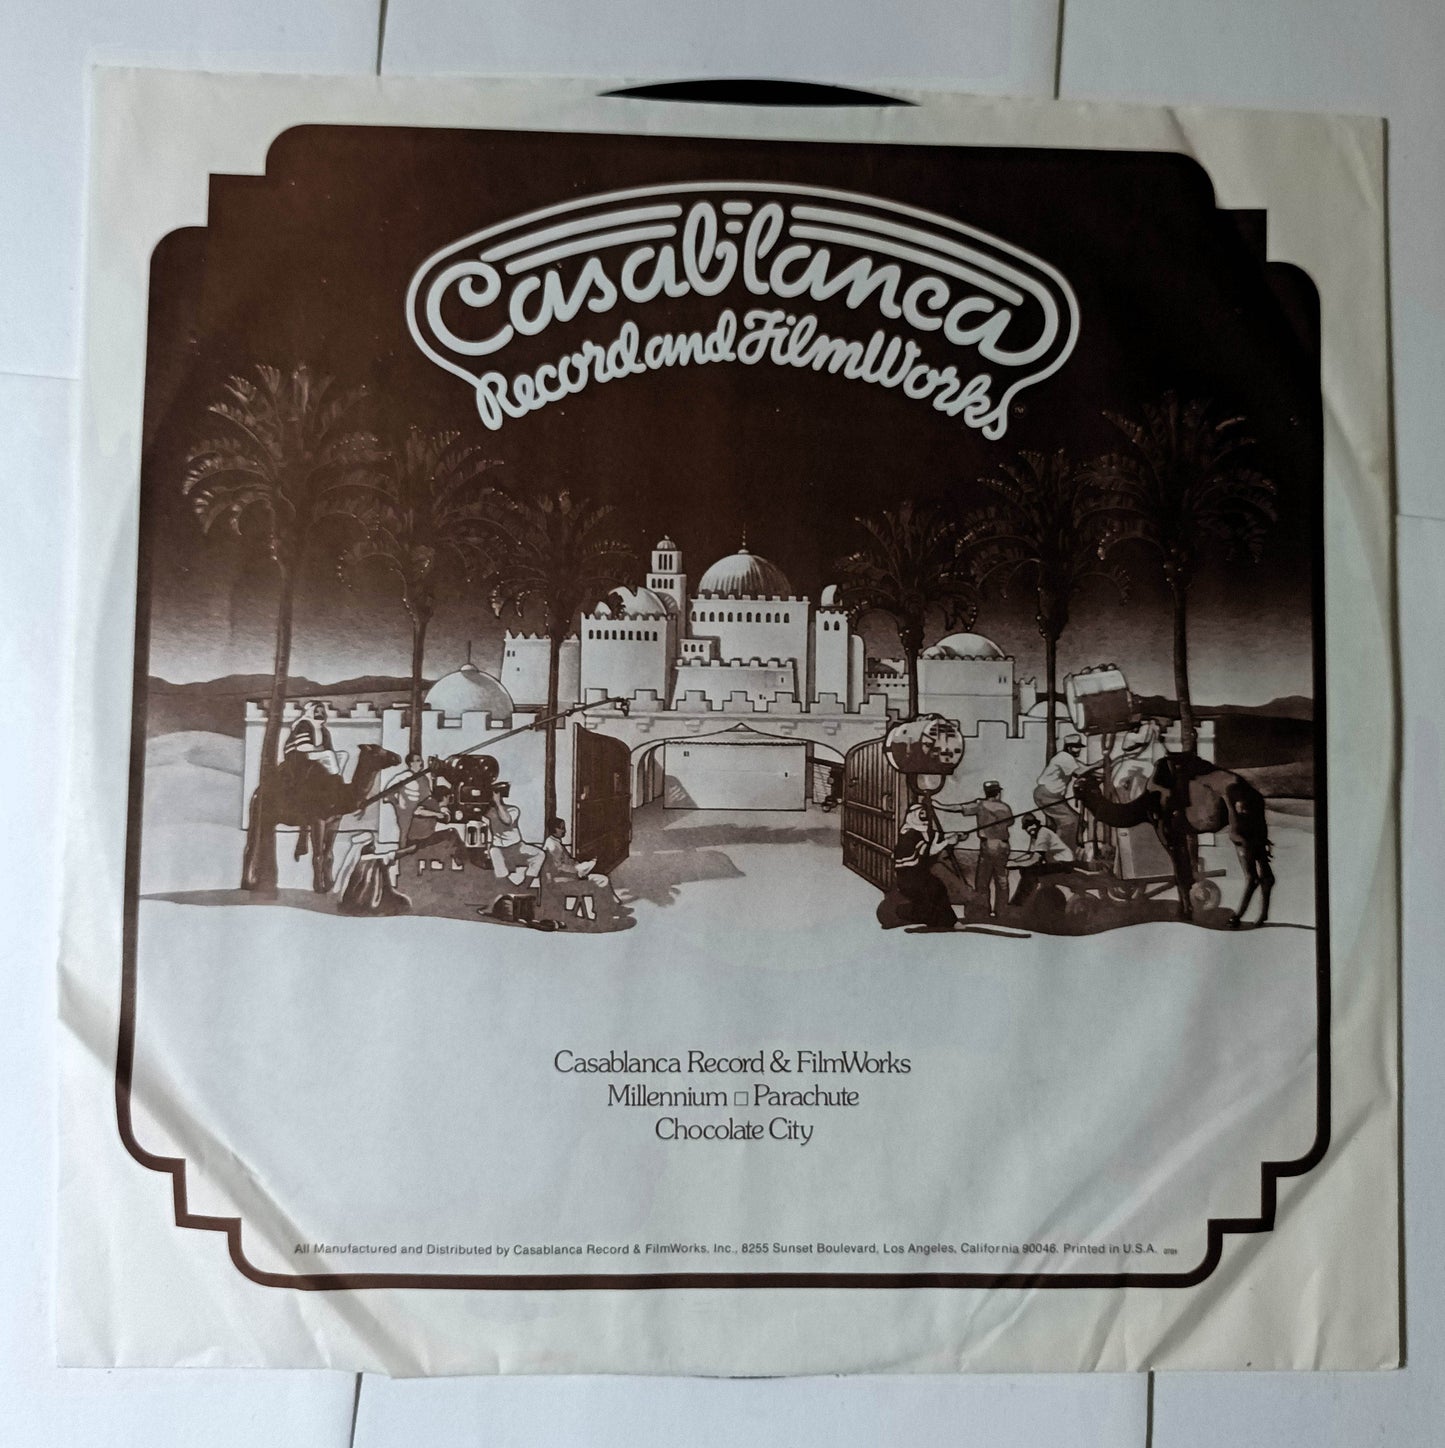 Casablanca
Record and FilmWorks
Casablanca Record & FilmWorks
Millennium □ Parachute
Chocolate City
All Manufactured and Distributed by Casablanca Record & FilmWorks, Inc., 8255 Sunset Boulevard, Los Angeles, California 90046. Printed in U.S.A.